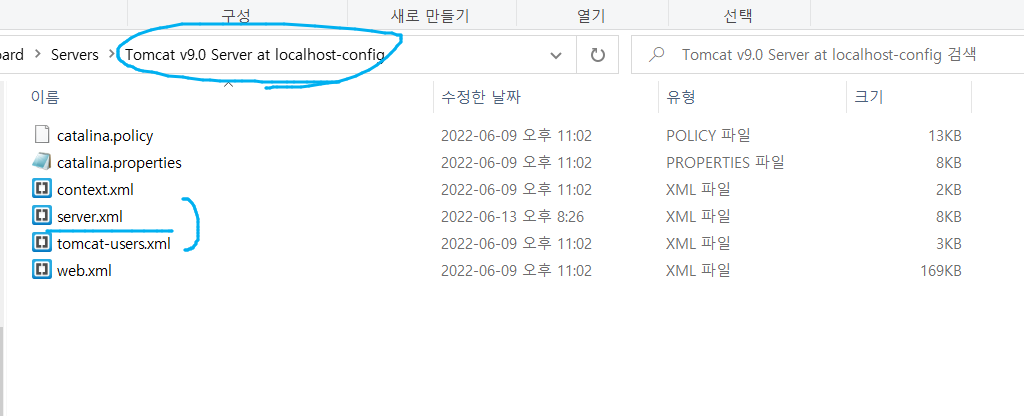 구성 새로 만들기 열기 선택
oard > Servers > Tomcat v9.0 Server at localhost-config Tomcat v9.0 Server at localhost-config 검색
이름 수정한 날짜 유형 크기
catalina.policy 2022-06-09 오후 11:02 POLICY 파일 13KB
catalina.properties 2022-06-09 오후 11:02 PROPERTIES 파일 8KB
context.xml 2022-06-09 오후 11:02 XML 파일 2KB
server.xml 2022-06-13 오후 8:26 XML 파일 8KB
tomcat-users.xml 2022-06-09 오후 11:02 XML 파일 3KB
web.xml 2022-06-09 오후 11:02 XML 파일 169KB